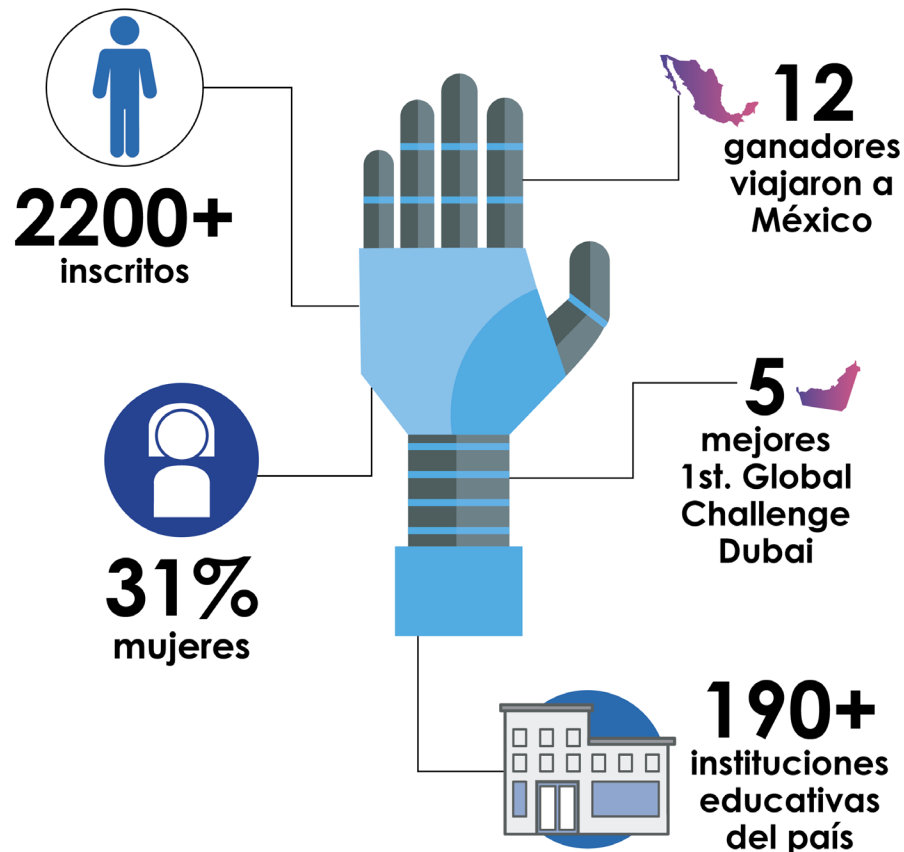 2200+
inscritos
12
ganadores
viajaron a
México
31%
mujeres
5
mejores
1st. Global
Challenge
Dubai
190+
instituciones
educativas
del país